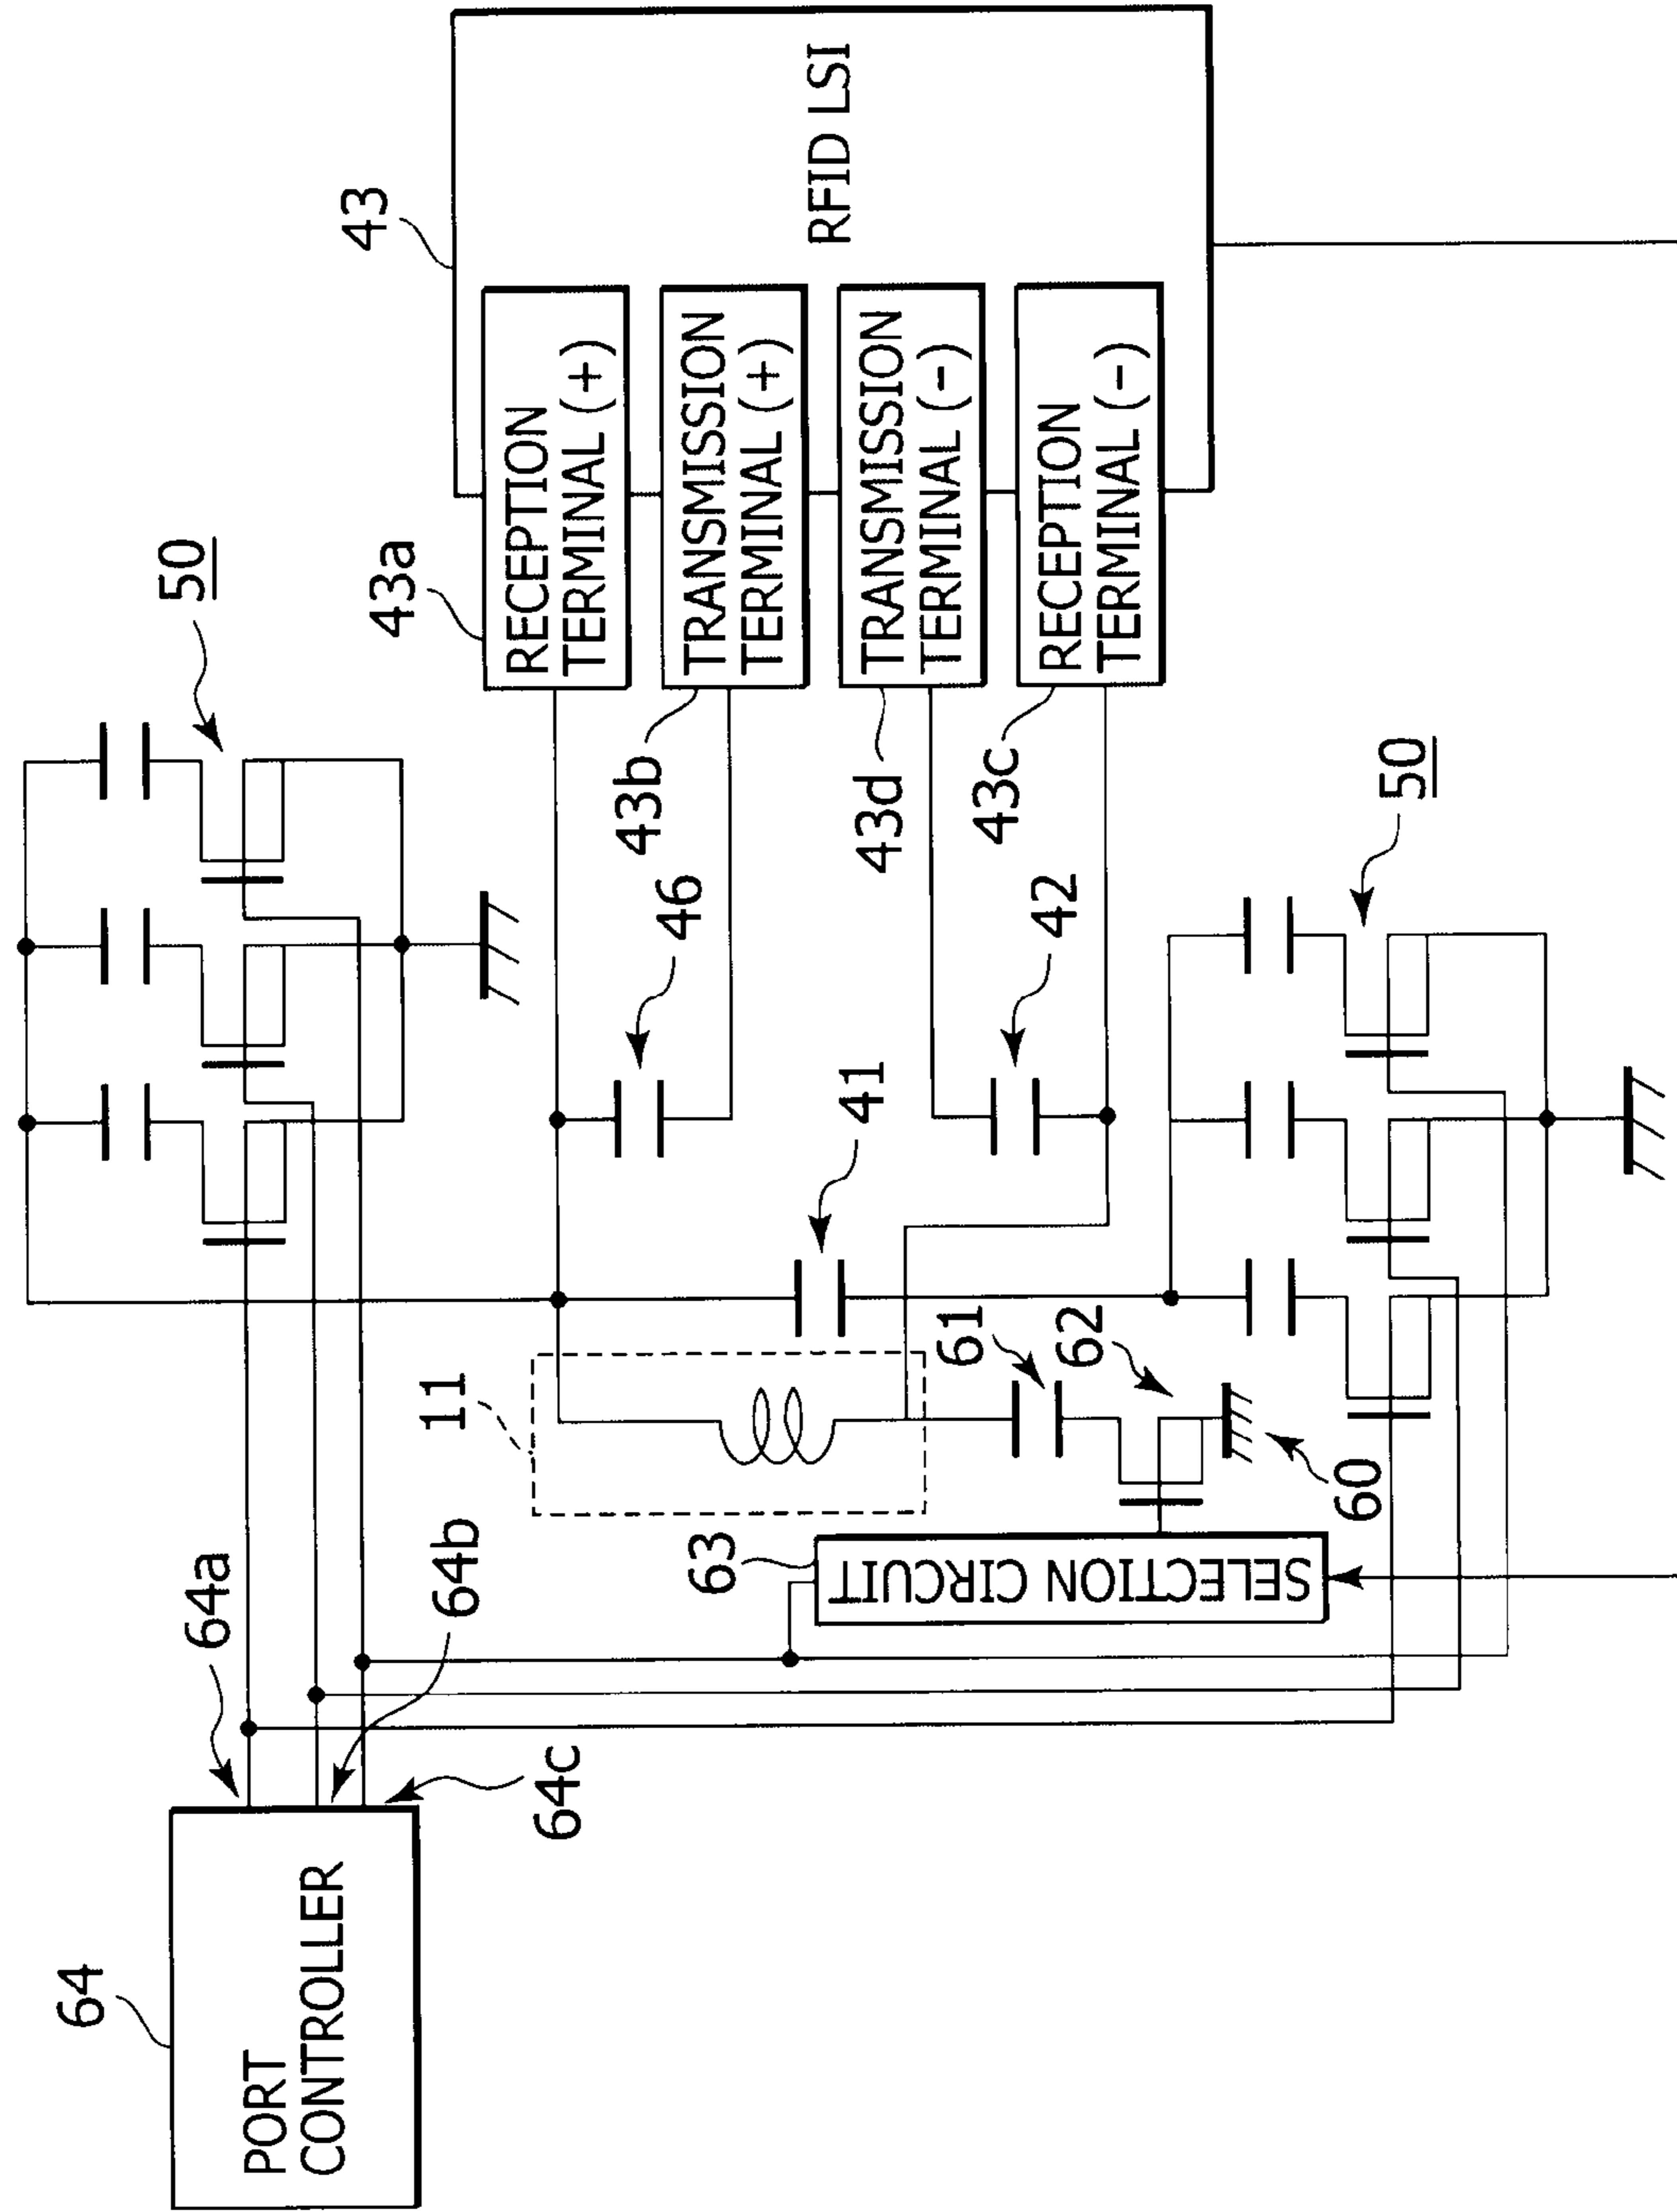 64
PORT
CONTROLLER
64a
64b
64c
11
63
SELECTION CIRCUIT
50
43
43a
RECEPTION
TERMINAL (+)
RFID LSI
43b
TRANSMISSION
TERMINAL (+)
46
41
43d
TRANSMISSION
TERMINAL (-)
42
43c
RECEPTION
TERMINAL (-)
61
62
60
50